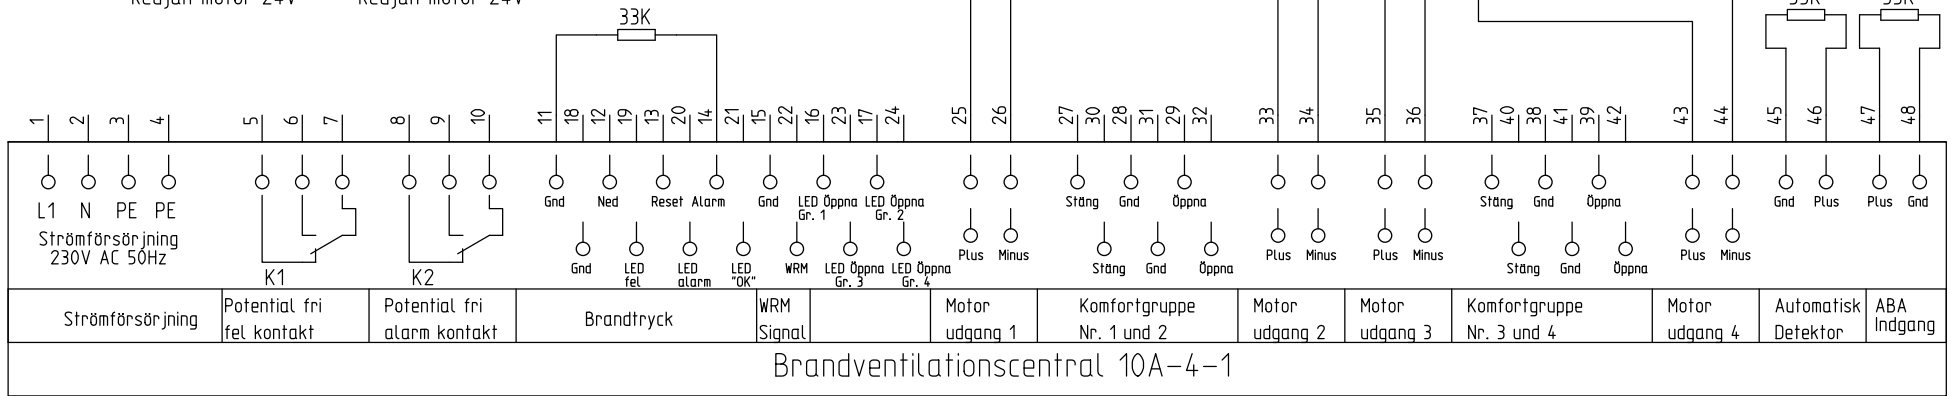 Kedjan motor 24V Kedjan motor 24V
33K 33K 33K
1 2 3 4 5 6 7 8 9 10 11 18 12 19 13 20 14 21 15 22 16 23 17 24 25 26 27 30 28 31 29 32 33 34 35 36 37 40 38 41 39 42 43 44 45 46 47 48
L1 N PE PE
Strömförsörjning
230V AC 50Hz
K1 K2
Gnd Ned Reset Alarm Gnd LED Öppna LED Öppna Stäng Gnd Öppna Stäng Gnd Öppna Gnd Plus Plus Gnd
Gr. 1 Gr. 2
Plus Minus Plus Minus Plus Minus Plus Minus
Gnd LED LED LED WRM LED Öppna LED Öppna Stäng Gnd Öppna Stäng Gnd Öppna
fel alarm "OK" Gr. 3 Gr. 4
Strömförsörjning
Potential fri
fel kontakt
Potential fri
alarm kontakt
Brandtryck
WRM
Signal
Motor
udgang 1
Komfortgruppe
Nr. 1 und 2
Motor
udgang 2
Motor
udgang 3
Komfortgruppe
Nr. 3 und 4
Motor
udgang 4
Automatisk
Detektor
ABA
Indgang
Brandventilationscentral 10A-4-1